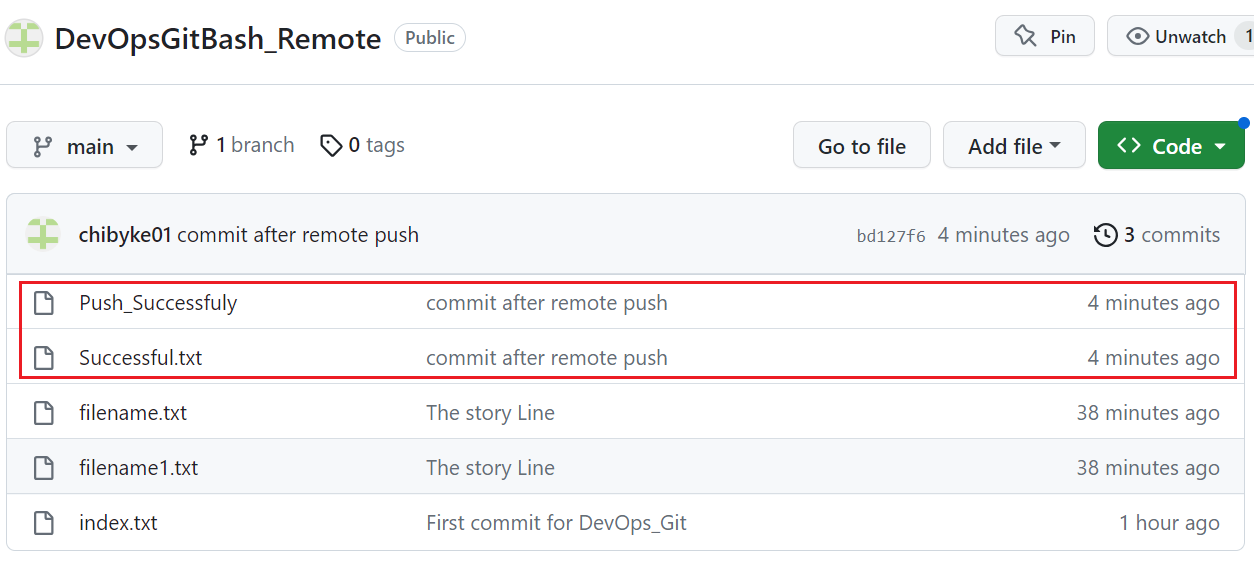 DevOpsGitBash_Remote Public Pin Unwatch 1
main 1 branch 0 tags Go to file Add file Code
chibyke01 commit after remote push bd127f6 4 minutes ago 3 commits
Push_Successfuly commit after remote push 4 minutes ago
Successful.txt commit after remote push 4 minutes ago
filename.txt The story Line 38 minutes ago
filename1.txt The story Line 38 minutes ago
index.txt First commit for DevOps_Git 1 hour ago